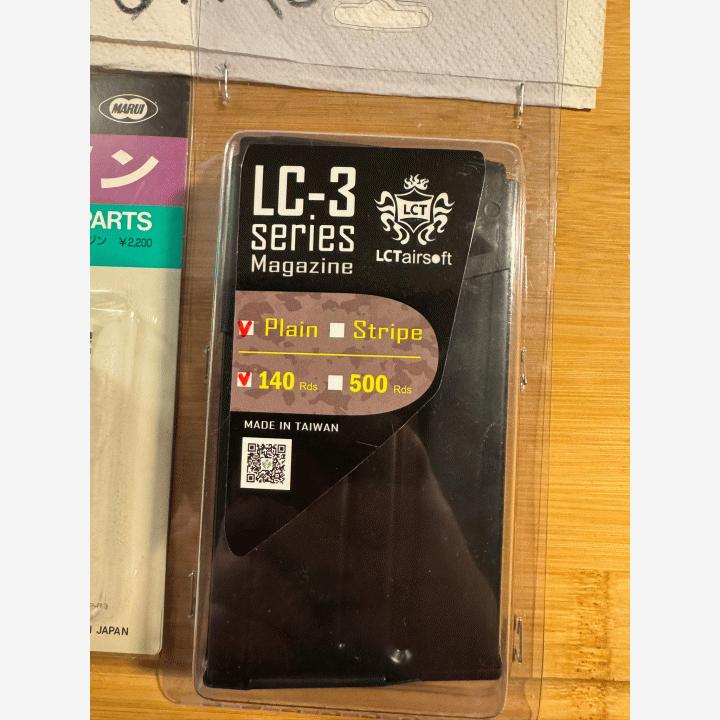 MARUI
ン
PARTS
ジン ¥2,200
JAPAN
LC-3
series
Magazine
LCT
LCTairsoft
Plain Stripe
140 Rds 500 Rds
MADE IN TAIWAN